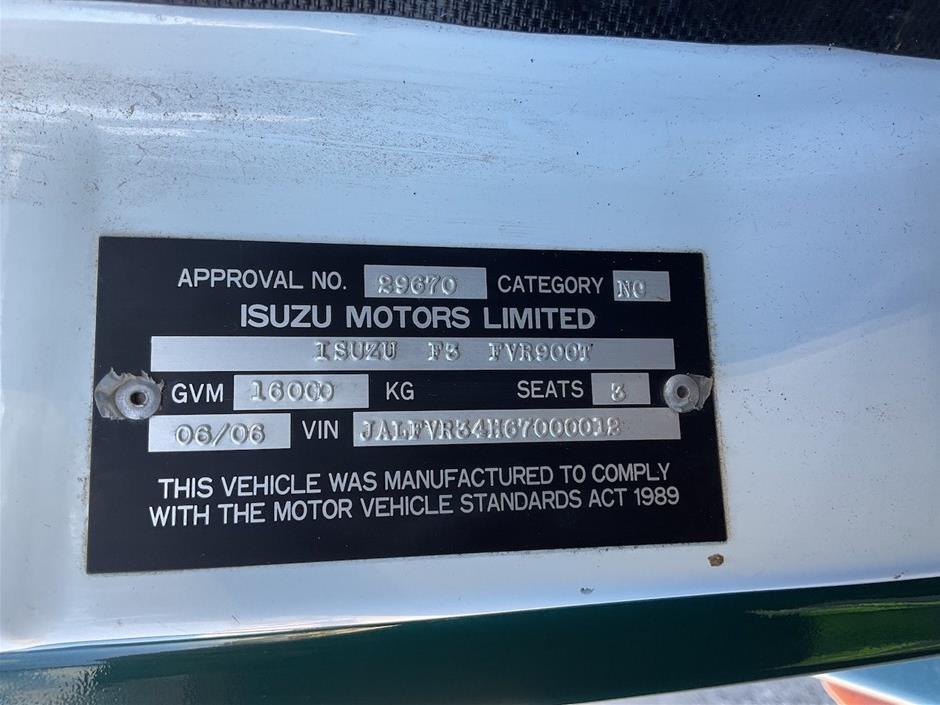 APPROVAL NO. 29670 CATEGORY NC
ISUZU MOTORS LIMITED
ISUZU F3 FVR900T
GVM 16000 KG SEATS 3
06/06 VIN JALFVR34H67000012
THIS VEHICLE WAS MANUFACTURED TO COMPLY
WITH THE MOTOR VEHICLE STANDARDS ACT 1989